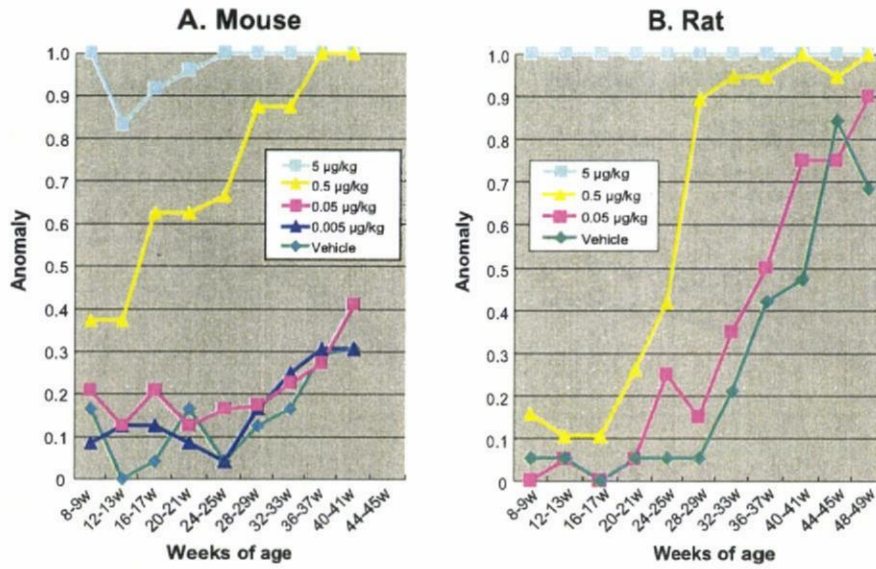 A. Mouse
1.0
0.9
0.8
0.7
0.6
0.5
0.4
0.3
0.2
0.1
0
Anomaly
5 µg/kg
0.5 µg/kg
0.05 µg/kg
0.005 µg/kg
Vehicle
8-9w
12-13w
16-17w
20-21w
24-25w
28-29w
32-33w
36-37w
40-41w
44-45w
Weeks of age
B. Rat
1.0
0.9
0.8
0.7
0.6
0.5
0.4
0.3
0.2
0.1
0
Anomaly
5 µg/kg
0.5 µg/kg
0.05 µg/kg
Vehicle
8-9w
12-13w
16-17w
20-21w
24-25w
28-29w
32-33w
36-37w
40-41w
44-45w
48-49w
Weeks of age